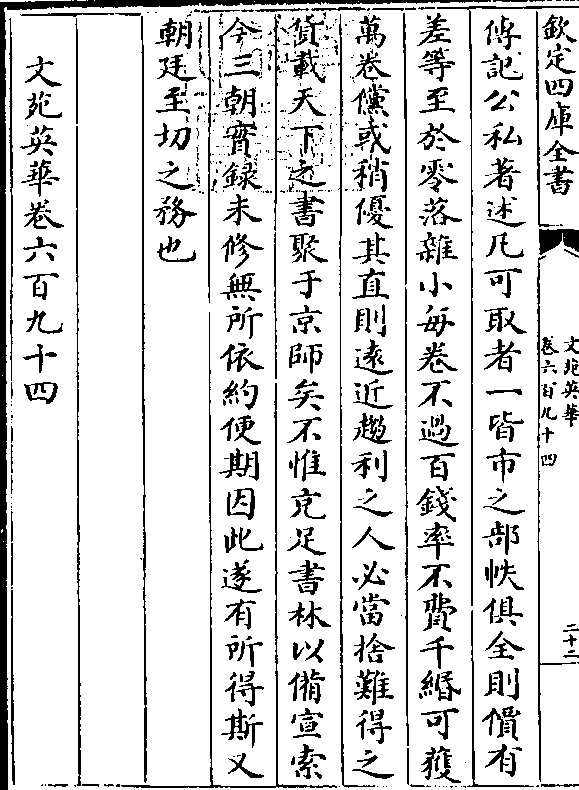 欽定四庫全書
文苑英華
卷六百九十四
二十二
傳記公私著述凡可取者一皆市之部帙俱全則價有
差等至於零落雜小每卷不過百錢率不費千緡可獲
萬卷儻或稍優其直則遠近趨利之人必當捨難得之
貨載天下之書聚于京師矣不惟充足書林以備宣索
今三朝實録未修無所依約便期因此遂有所得斯又
朝廷至切之務也
文苑英華卷六百九十四